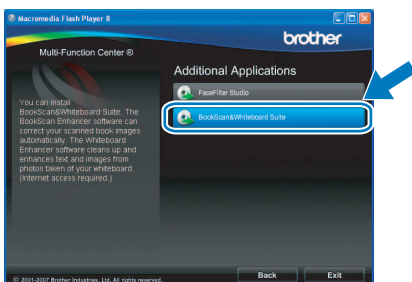 Macromedia Flash Player 8
brother
Multi-Function Center ®
Additional Applications
FaceFilter Studio
BookScan&Whiteboard Suite
You can install
BookScan&Whiteboard Suite. The
BookScan Enhancer software can
correct your scanned book images
automatically. The Whiteboard
Enhancer software cleans up and
enhances text and images from
photos taken of your whiteboard.
(Internet access required.)
© 2001-2007 Brother Industries, Ltd. All rights reserved.
Back
Exit